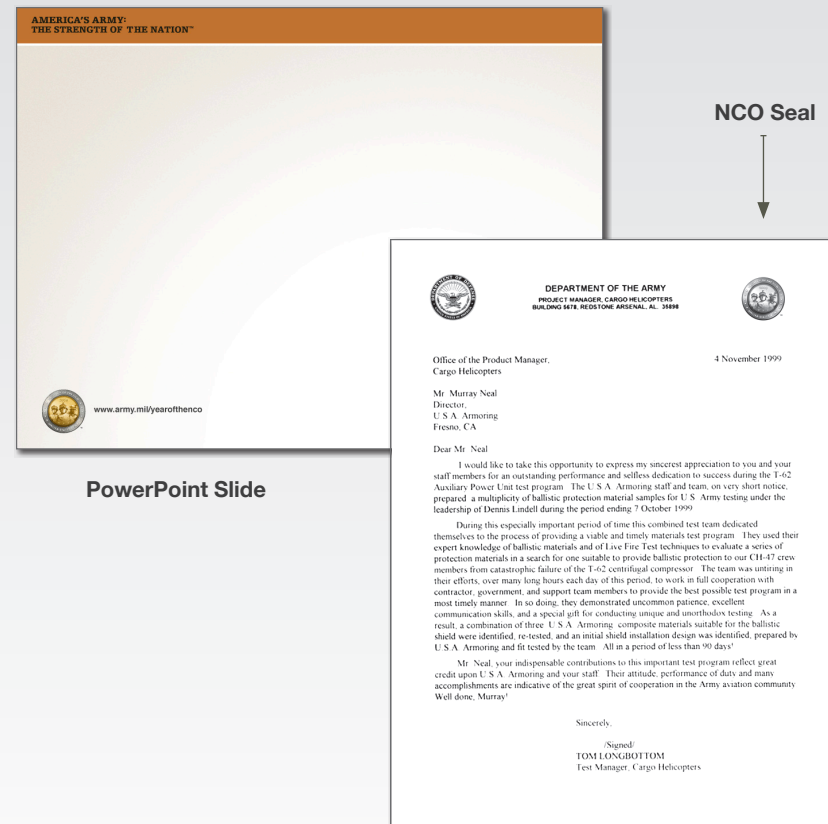 AMERICA'S ARMY:
THE STRENGTH OF THE NATION™
www.army.mil/yearofthenco
PowerPoint Slide
NCO Seal
DEPARTMENT OF THE ARMY
PROJECT MANAGER, CARGO HELICOPTERS
BUILDING 5678, REDSTONE ARSENAL, AL. 35898
Office of the Product Manager,
Cargo Helicopters
4 November 1999
Mr Murray Neal
Director,
U S A Armoring
Fresno, CA
Dear Mr Neal
I would like to take this opportunity to express my sincerest appreciation to you and your
staff members for an outstanding performance and selfless dedication to success during the T-62
Auxiliary Power Unit test program The U S A Armoring staff and team, on very short notice,
prepared a multiplicity of ballistic protection material samples for U S Army testing under the
leadership of Dennis Lindell during the period ending 7 October 1999
During this especially important period of time this combined test team dedicated
themselves to the process of providing a viable and timely materials test program They used their
expert knowledge of ballistic materials and of Live Fire Test techniques to evaluate a series of
protection materials in a search for one suitable to provide ballistic protection to our CH-47 crew
members from catastrophic failure of the T-62 centrifugal compressor The team was untiring in
their efforts, over many long hours each day of this period, to work in full cooperation with
contractor, government, and support team members to provide the best possible test program in a
most timely manner In so doing, they demonstrated uncommon patience, excellent
communication skills, and a special gift for conducting unique and unorthodox testing As a
result, a combination of three U S A Armoring composite materials suitable for the ballistic
shield were identified, re-tested, and an initial shield installation design was identified, prepared by
U.S.A. Armoring and fit tested by the team All in a period of less than 90 days!
Mr Neal, your indispensable contributions to this important test program reflect great
credit upon U S A Armoring and your staff Their attitude, performance of duty and many
accomplishments are indicative of the great spirit of cooperation in the Army aviation community
Well done, Murray!
Sincerely,
/Signed/
TOM LONGBOTTOM
Test Manager, Cargo Helicopters